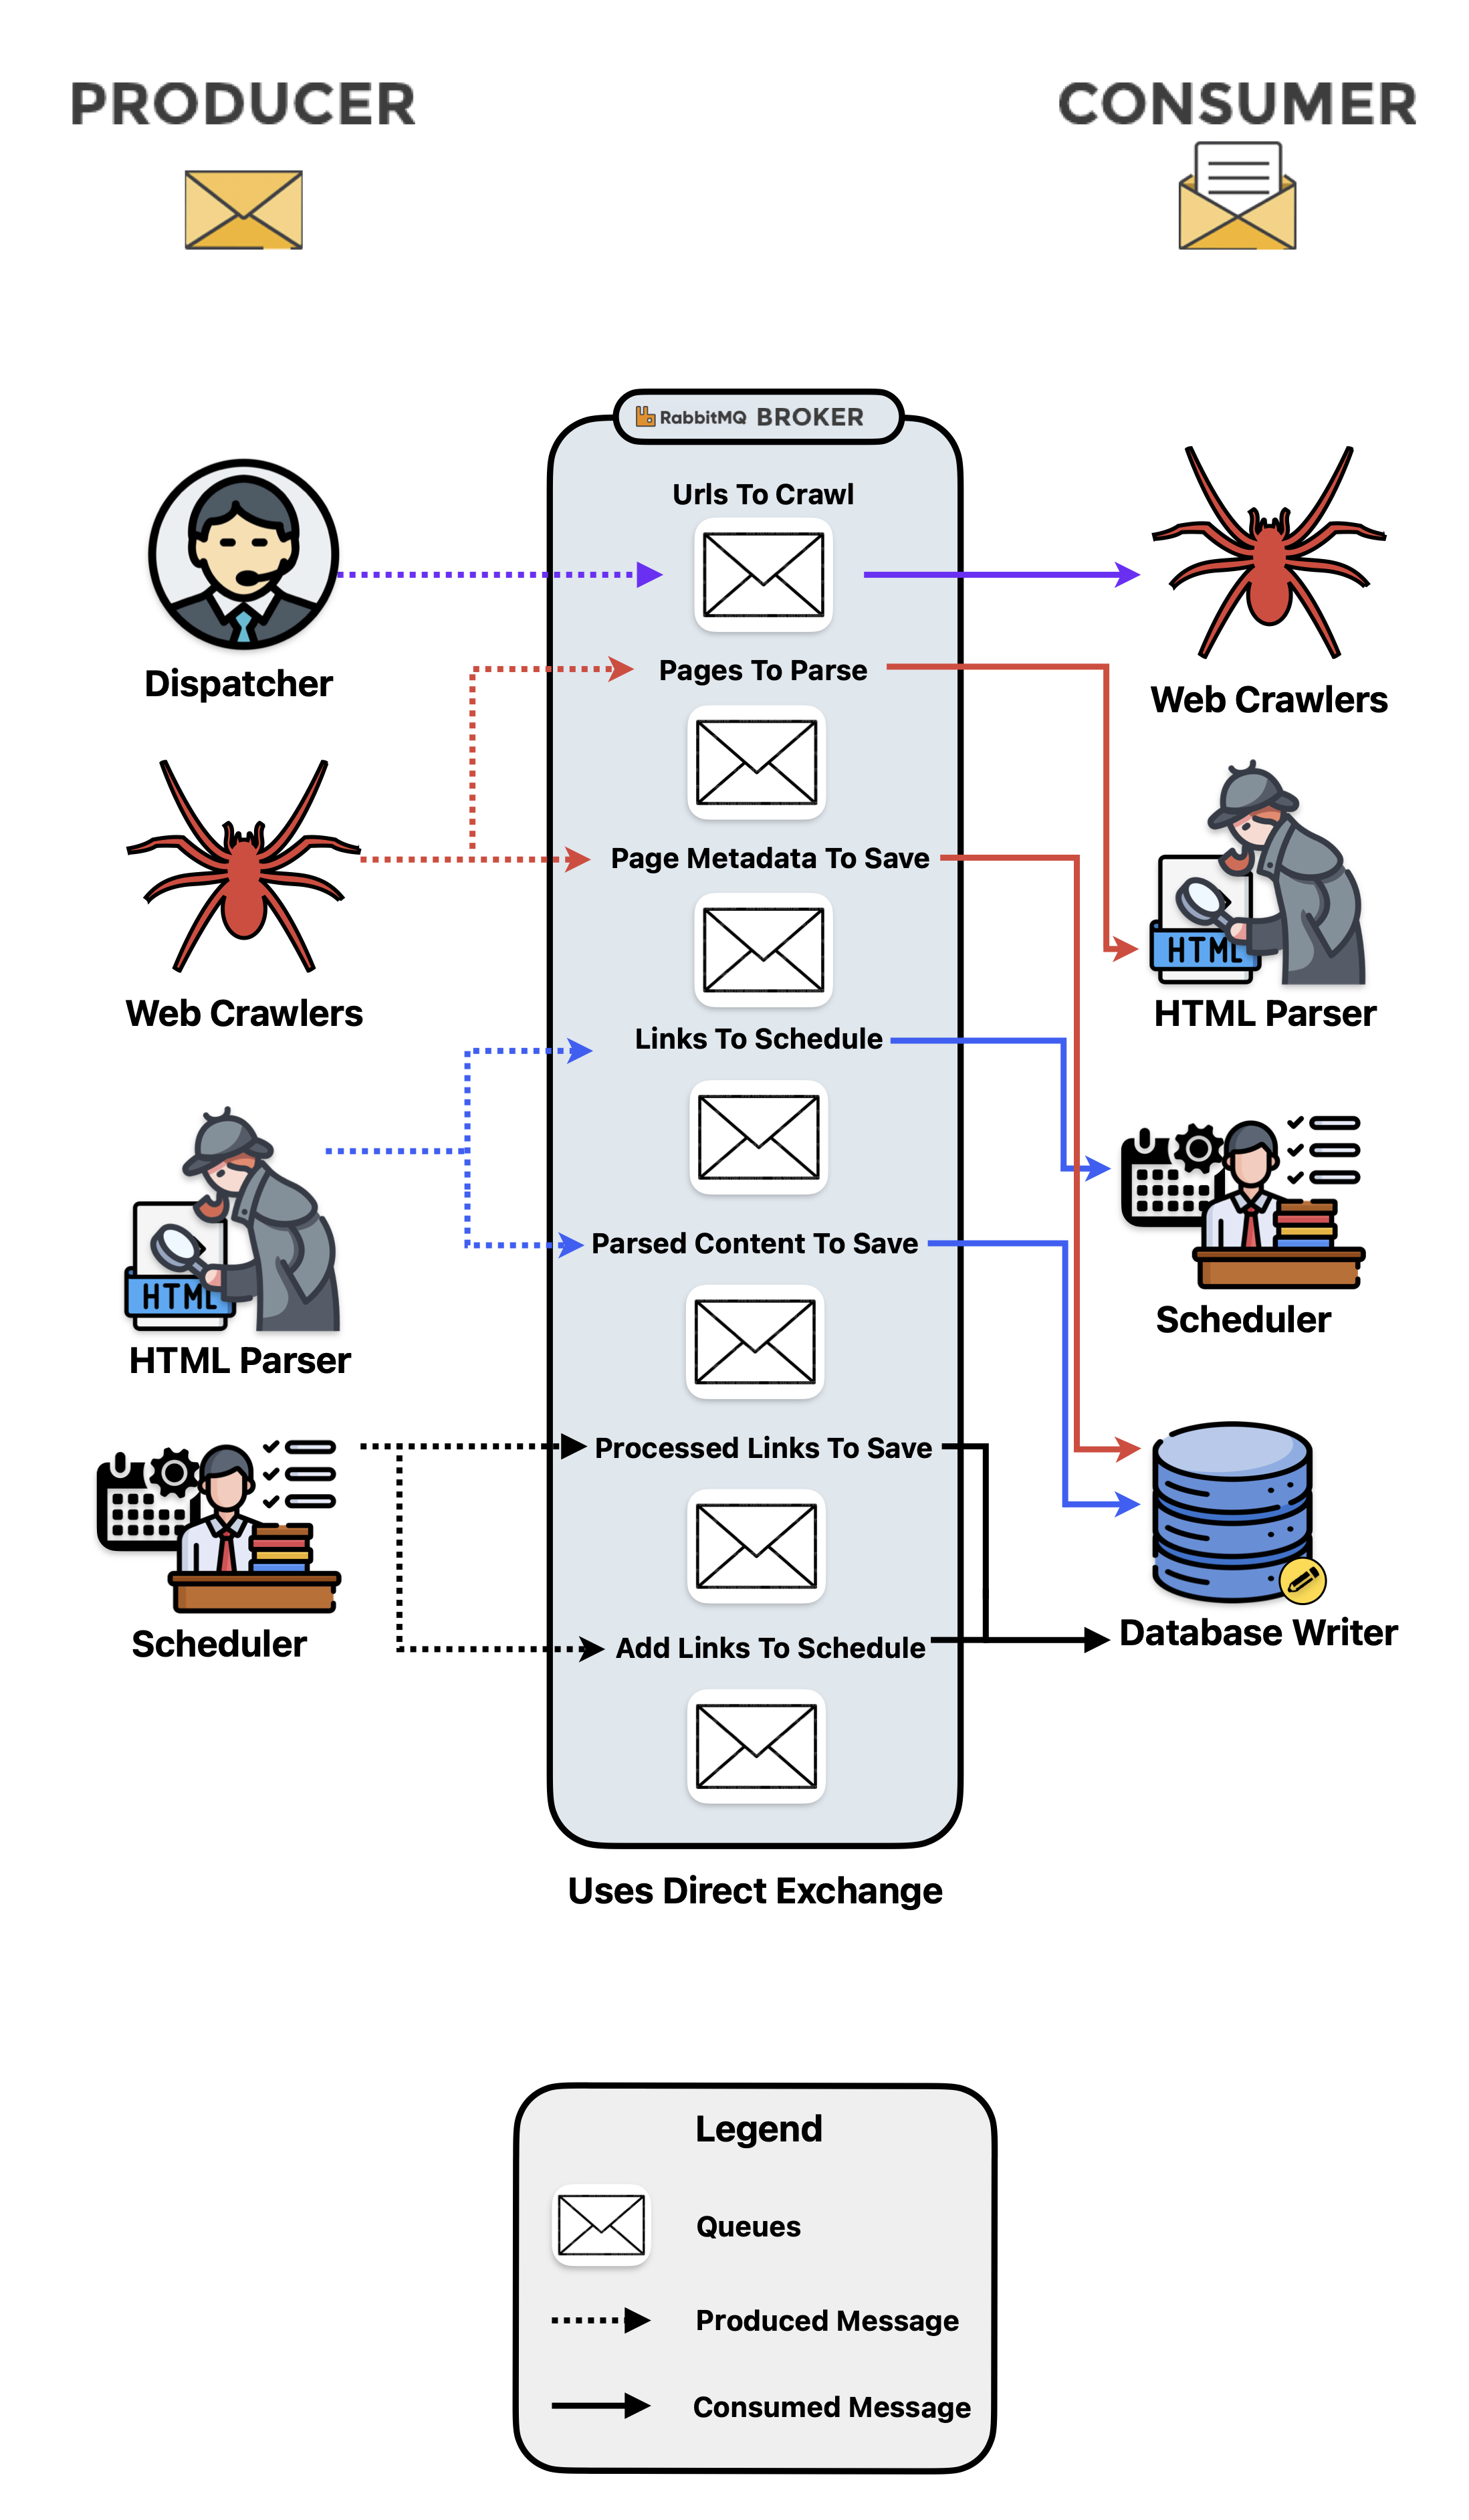 PRODUCER
CONSUMER
RabbitMQ BROKER
Urls To Crawl
Pages To Parse
Dispatcher
Web Crawlers
Page Metadata To Save
HTML
Web Crawlers
HTML Parser
Links To Schedule
Parsed Content To Save
HTML
Scheduler
HTML Parser
Processed Links To Save
Scheduler
Add Links To Schedule
Database Writer
Uses Direct Exchange
Legend
Queues
Produced Message
Consumed Message